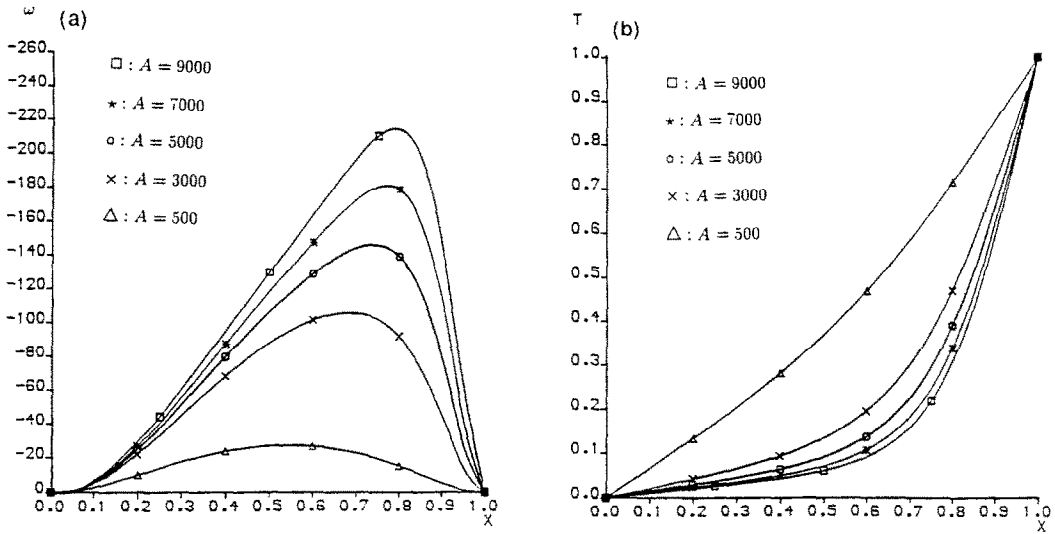 ω (a)
-260
-240
-220
-200
-180
-160
-140
-120
-100
-80
-60
-40
-20
0
□ : A = 9000
* : A = 7000
o : A = 5000
× : A = 3000
△ : A = 500
0.0 0.1 0.2 0.3 0.4 0.5 0.6 0.7 0.8 0.9 1.0
X
T (b)
1.0
0.9
0.8
0.7
0.6
0.5
0.4
0.3
0.2
0.1
0.0
□ : A = 9000
* : A = 7000
o : A = 5000
× : A = 3000
△ : A = 500
0.0 0.1 0.2 0.3 0.4 0.5 0.6 0.7 0.8 0.9 1.0
X